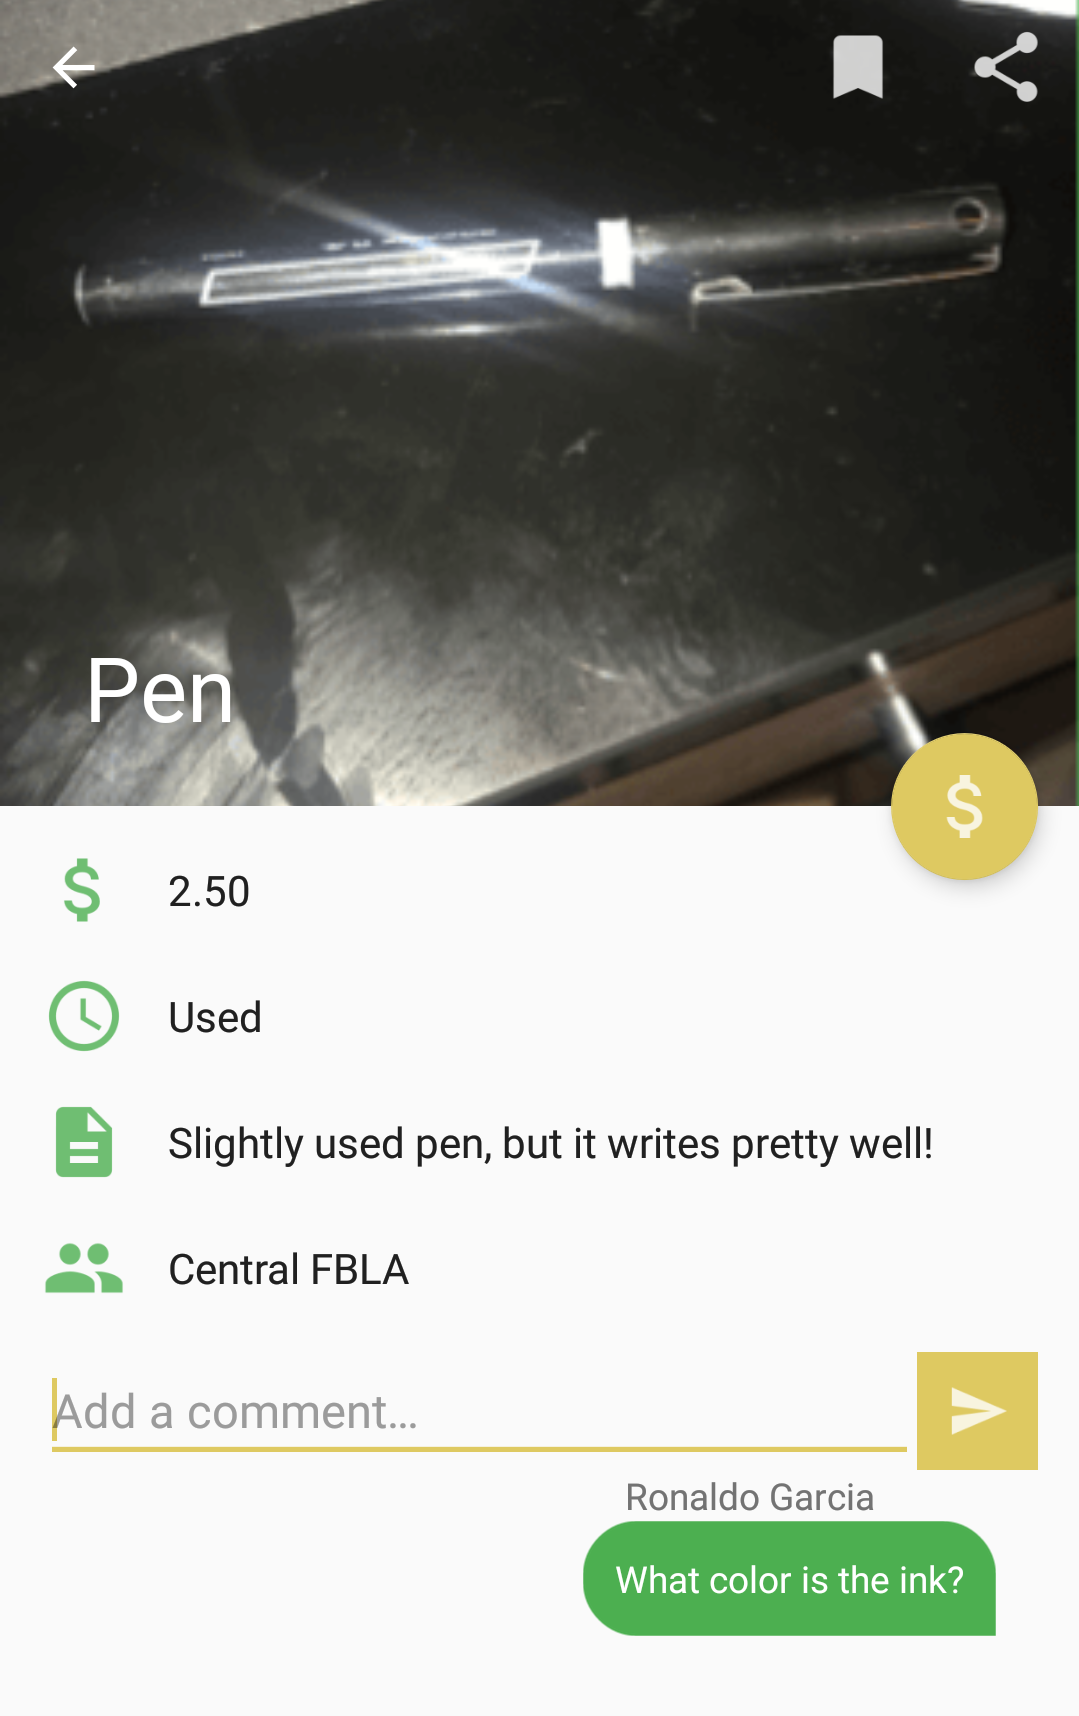 Pen
$ 2.50
Used
Slightly used pen, but it writes pretty well!
Central FBLA
Add a comment...
Ronaldo Garcia
What color is the ink?